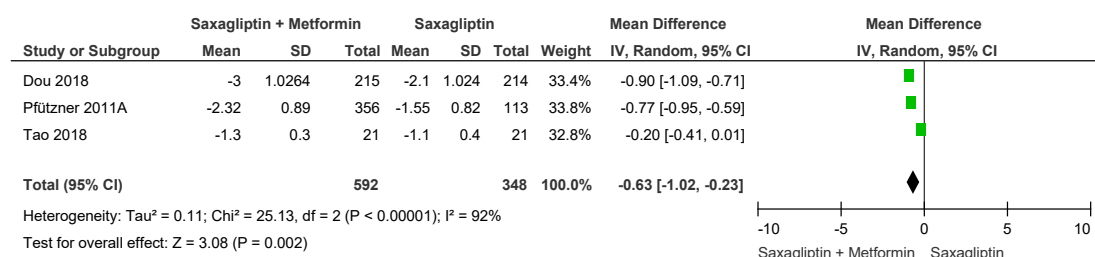 Saxagliptin + Metformin Saxagliptin Mean Difference Mean Difference
Study or Subgroup Mean SD Total Mean SD Total Weight IV, Random, 95% CI IV, Random, 95% CI
Dou 2018 -3 1.0264 215 -2.1 1.024 214 33.4% -0.90 [-1.09, -0.71]
Pfützner 2011A -2.32 0.89 356 -1.55 0.82 113 33.8% -0.77 [-0.95, -0.59]
Tao 2018 -1.3 0.3 21 -1.1 0.4 21 32.8% -0.20 [-0.41, 0.01]
Total (95% CI) 592 348 100.0% -0.63 [-1.02, -0.23]
Heterogeneity: Tau² = 0.11; Chi² = 25.13, df = 2 (P < 0.00001); I² = 92%
Test for overall effect: Z = 3.08 (P = 0.002)
-10 -5 0 5 10
Saxagliptin + Metformin Saxagliptin